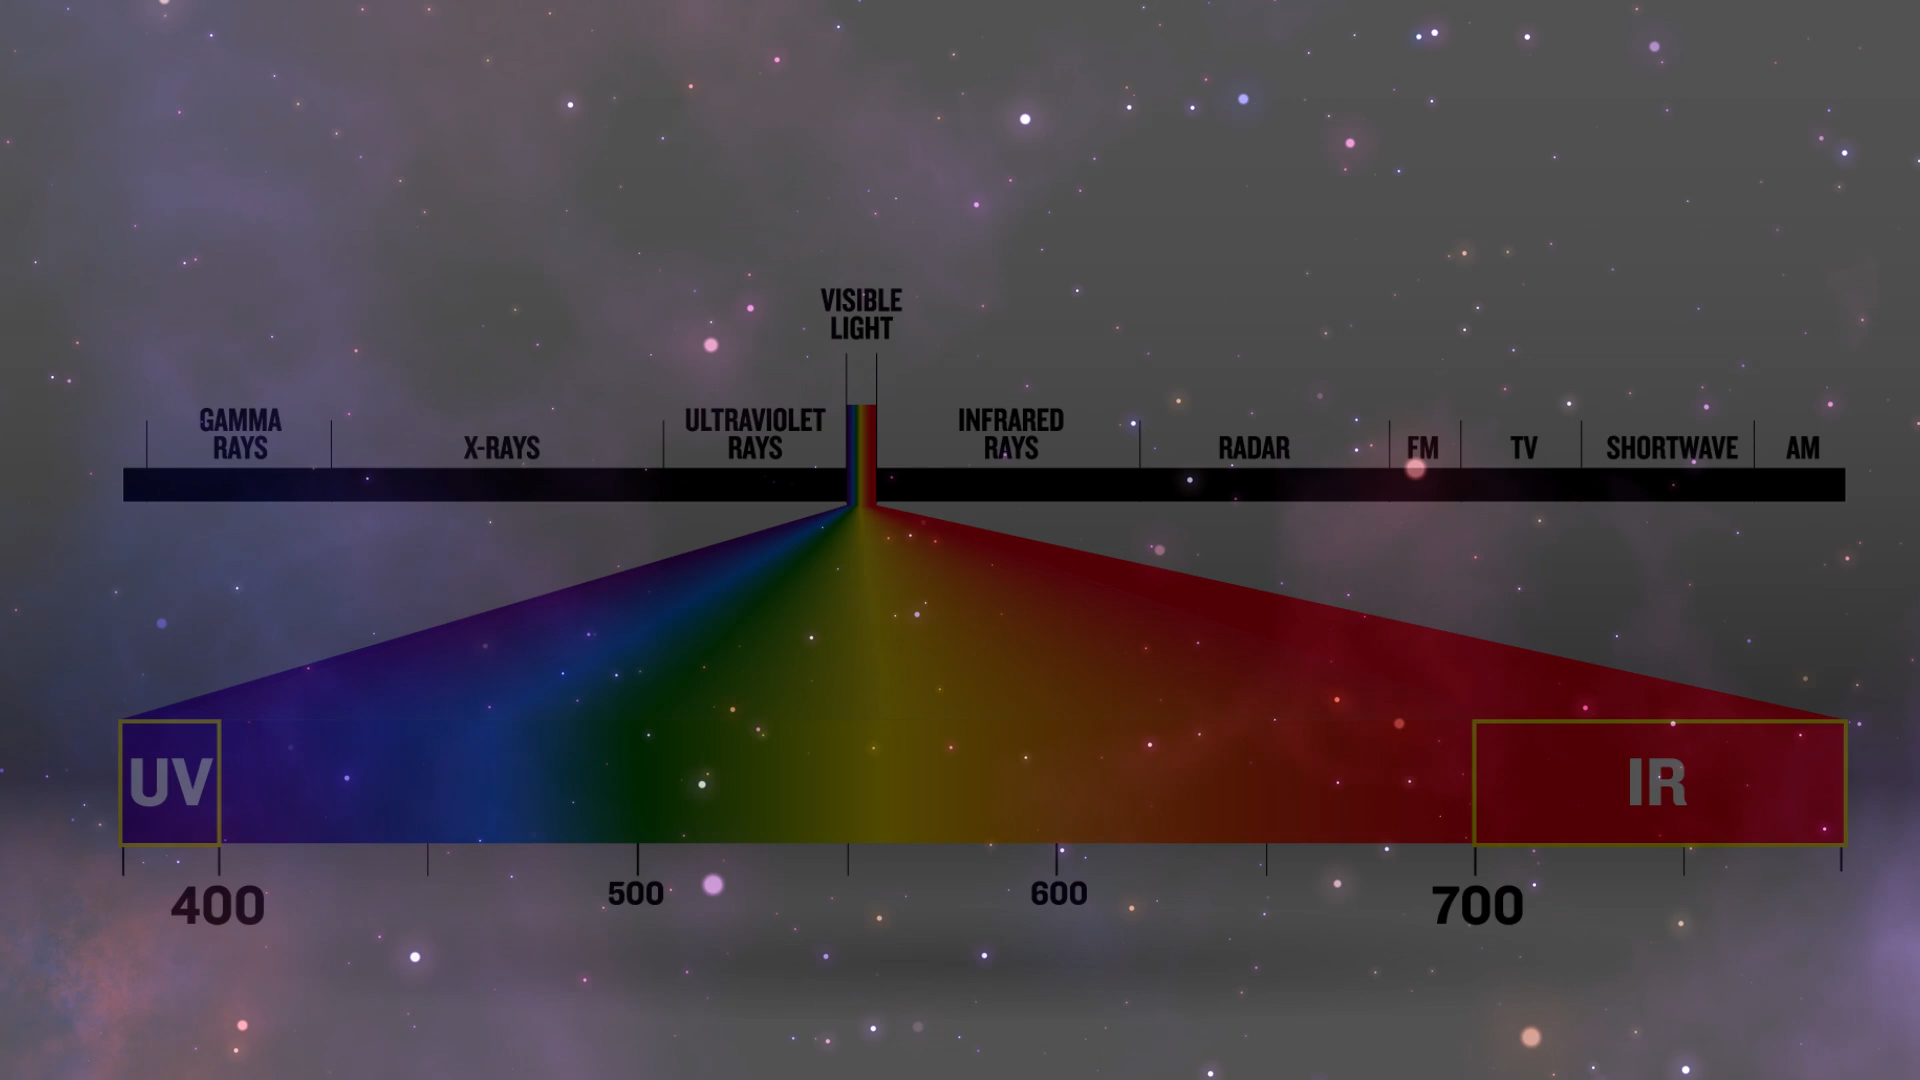 VISIBLE
LIGHT
GAMMA
RAYS
X-RAYS
ULTRAVIOLET
RAYS
INFRARED
RAYS
RADAR
FM
TV
SHORTWAVE
AM
UV
IR
400
500
600
700